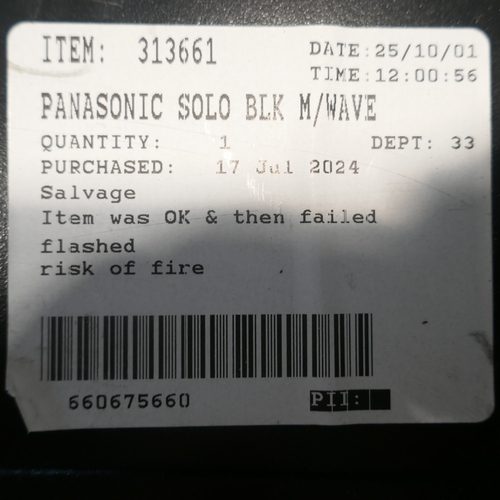 ITEM: 313661 DATE:25/10/01
TIME:12:00:56
PANASONIC SOLO BLK M/WAVE
QUANTITY: 1 DEPT: 33
PURCHASED: 17 Jul 2024
Salvage
Item was OK & then failed
flashed
risk of fire
660675660 PII: